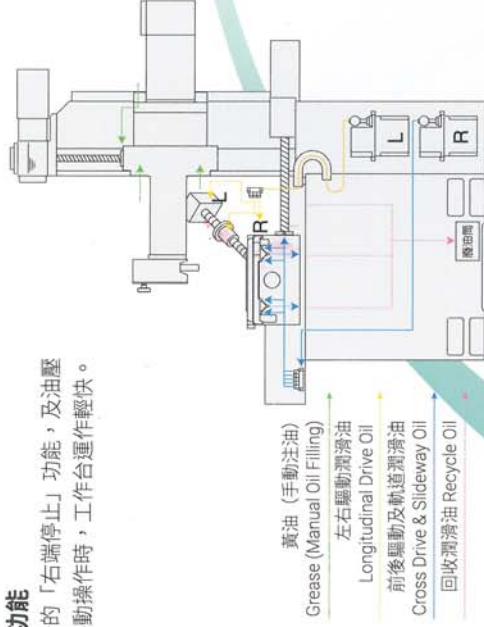 功能
的「右端停止」功能，及油壓
動操作時，工作台運作輕快。
黃油（手動注油）
Grease (Manual Oil Filling)
左右驅動潤滑油
Longitudinal Drive Oil
前後驅動及軌道潤滑油
Cross Drive & Slideway Oil
回收潤滑油 Recycle Oil
L
R
L
R
廢油筒